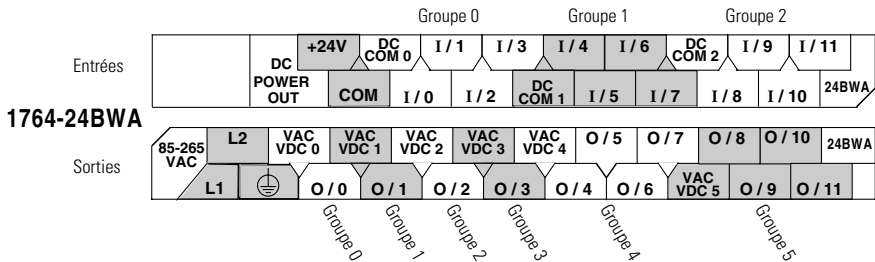 Groupe 0 Groupe 1 Groupe 2
Entrées
+24V DC COM 0 I / 1 I / 3 I / 4 I / 6 DC COM 2 I / 9 I / 11
DC POWER OUT COM I / 0 I / 2 DC COM 1 I / 5 I / 7 I / 8 I / 10 24BWA
1764-24BWA
Sorties
85-265 VAC L2 VAC VDC 0 VAC VDC 1 VAC VDC 2 VAC VDC 3 VAC VDC 4 O / 5 O / 7 O / 8 O / 10 24BWA
L1 O / 0 O / 1 O / 2 O / 3 O / 4 O / 6 VAC VDC 5 O / 9 O / 11
Groupe 0 Groupe 1 Groupe 2 Groupe 3 Groupe 4 Groupe 5